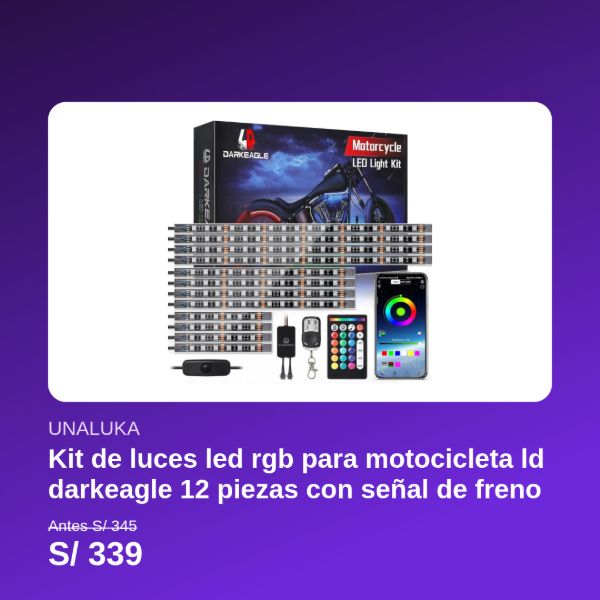 LD
DARKEAGLE
Motorcycle
LED Light Kit
UNALUKA
Kit de luces led rgb para motocicleta ld
darkeagle 12 piezas con señal de freno
Antes S/ 345
S/ 339